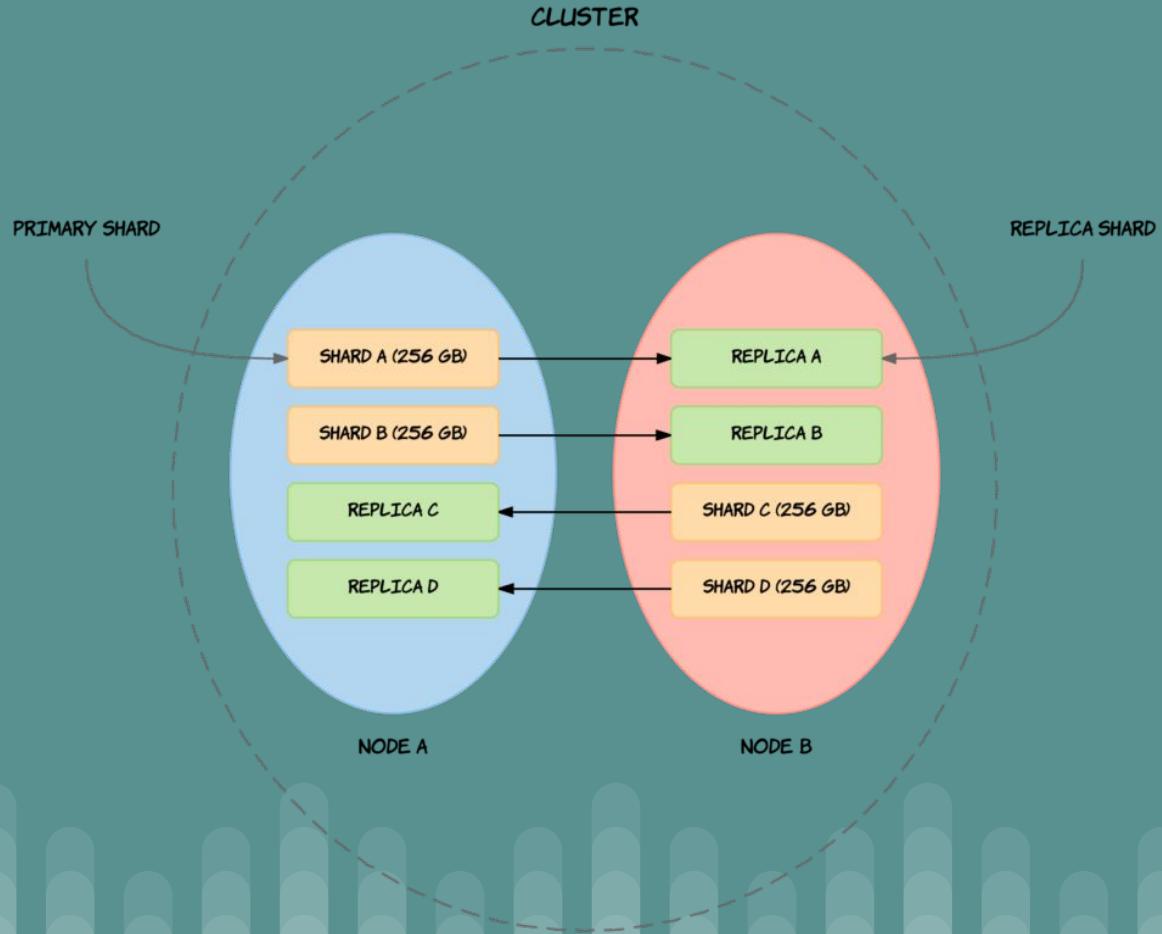 CLUSTER
PRIMARY SHARD
REPLICA SHARD
SHARD A (256 GB)
REPLICA A
SHARD B (256 GB)
REPLICA B
REPLICA C
SHARD C (256 GB)
REPLICA D
SHARD D (256 GB)
NODE A
NODE B